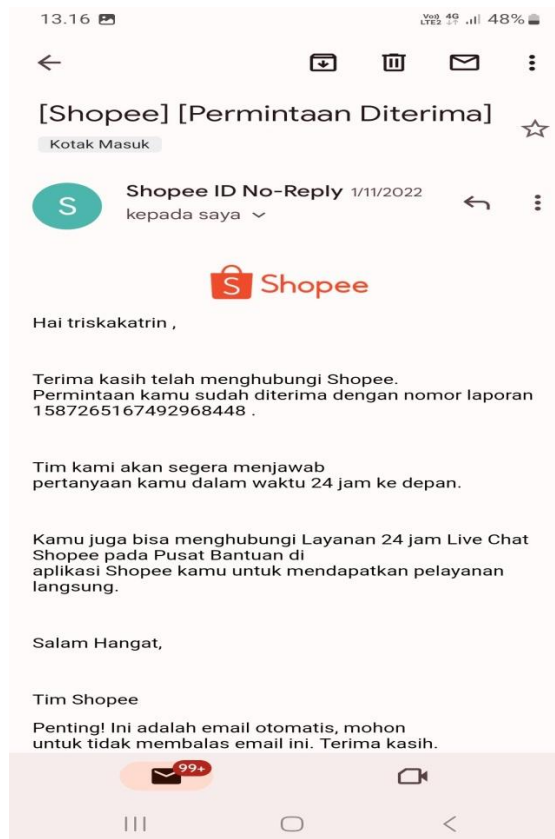 13.16
Voo) 4G 48%
LTE2
[Shopee] [Permintaan Diterima]
Kotak Masuk
S
Shopee ID No-Reply 1/11/2022
kepada saya
S Shopee
Hai triskakatrin ,
Terima kasih telah menghubungi Shopee.
Permintaan kamu sudah diterima dengan nomor laporan
1587265167492968448 .
Tim kami akan segera menjawab
pertanyaan kamu dalam waktu 24 jam ke depan.
Kamu juga bisa menghubungi Layanan 24 jam Live Chat
Shopee pada Pusat Bantuan di
aplikasi Shopee kamu untuk mendapatkan pelayanan
langsung.
Salam Hangat,
Tim Shopee
Penting! Ini adalah email otomatis, mohon
untuk tidak membalas email ini. Terima kasih.
99+